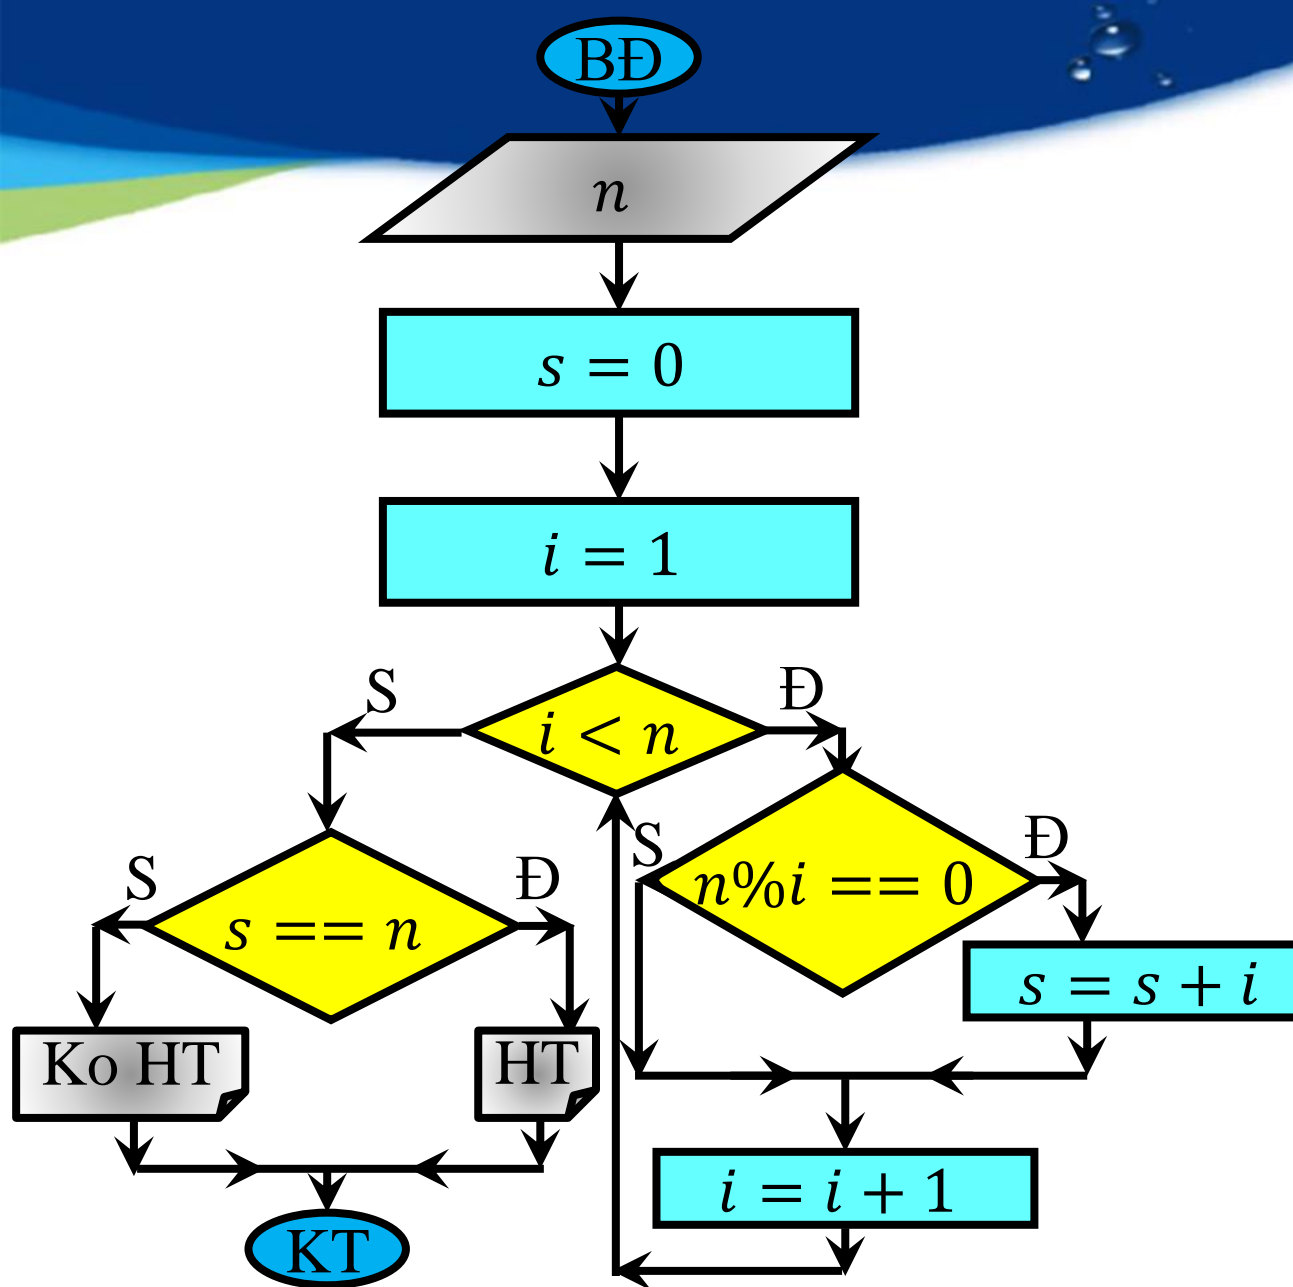 BĐ
n
s = 0
i = 1
i < n
S
Đ
n%i == 0
S
Đ
s = s + i
i = i + 1
s == n
S
Đ
Ko HT
HT
KT